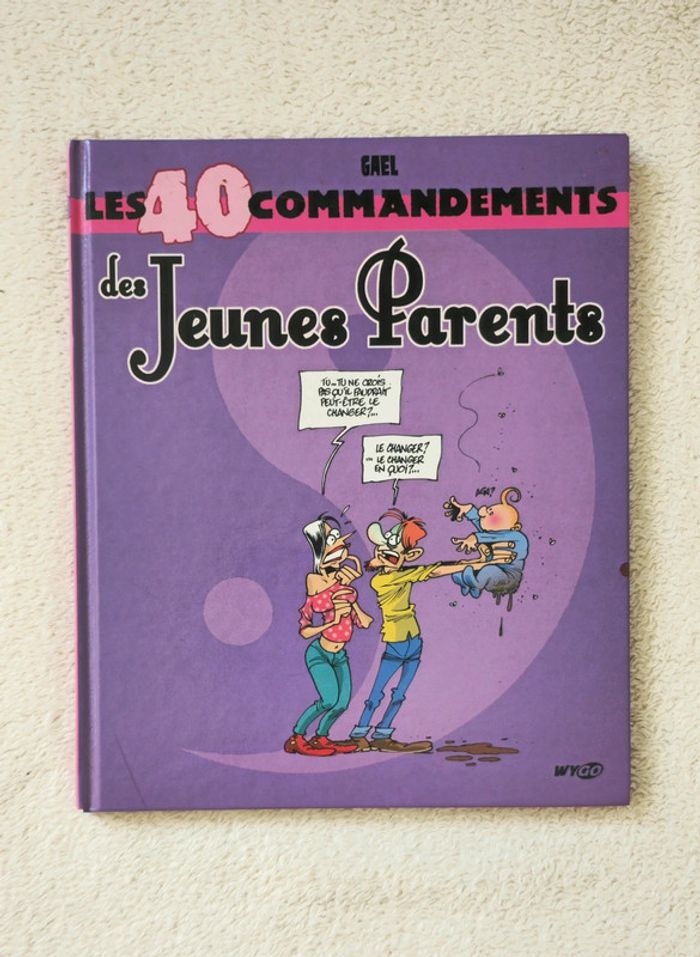 GAEL
LES 40 COMMANDEMENTS
des Jeunes Parents
TU... TU NE CROIS
PAS QU'IL FAUDRAIT
PEUT-ÊTRE LE
CHANGER?...
LE CHANGER?
... LE CHANGER
EN QUOI?...
AGA?
WYGO